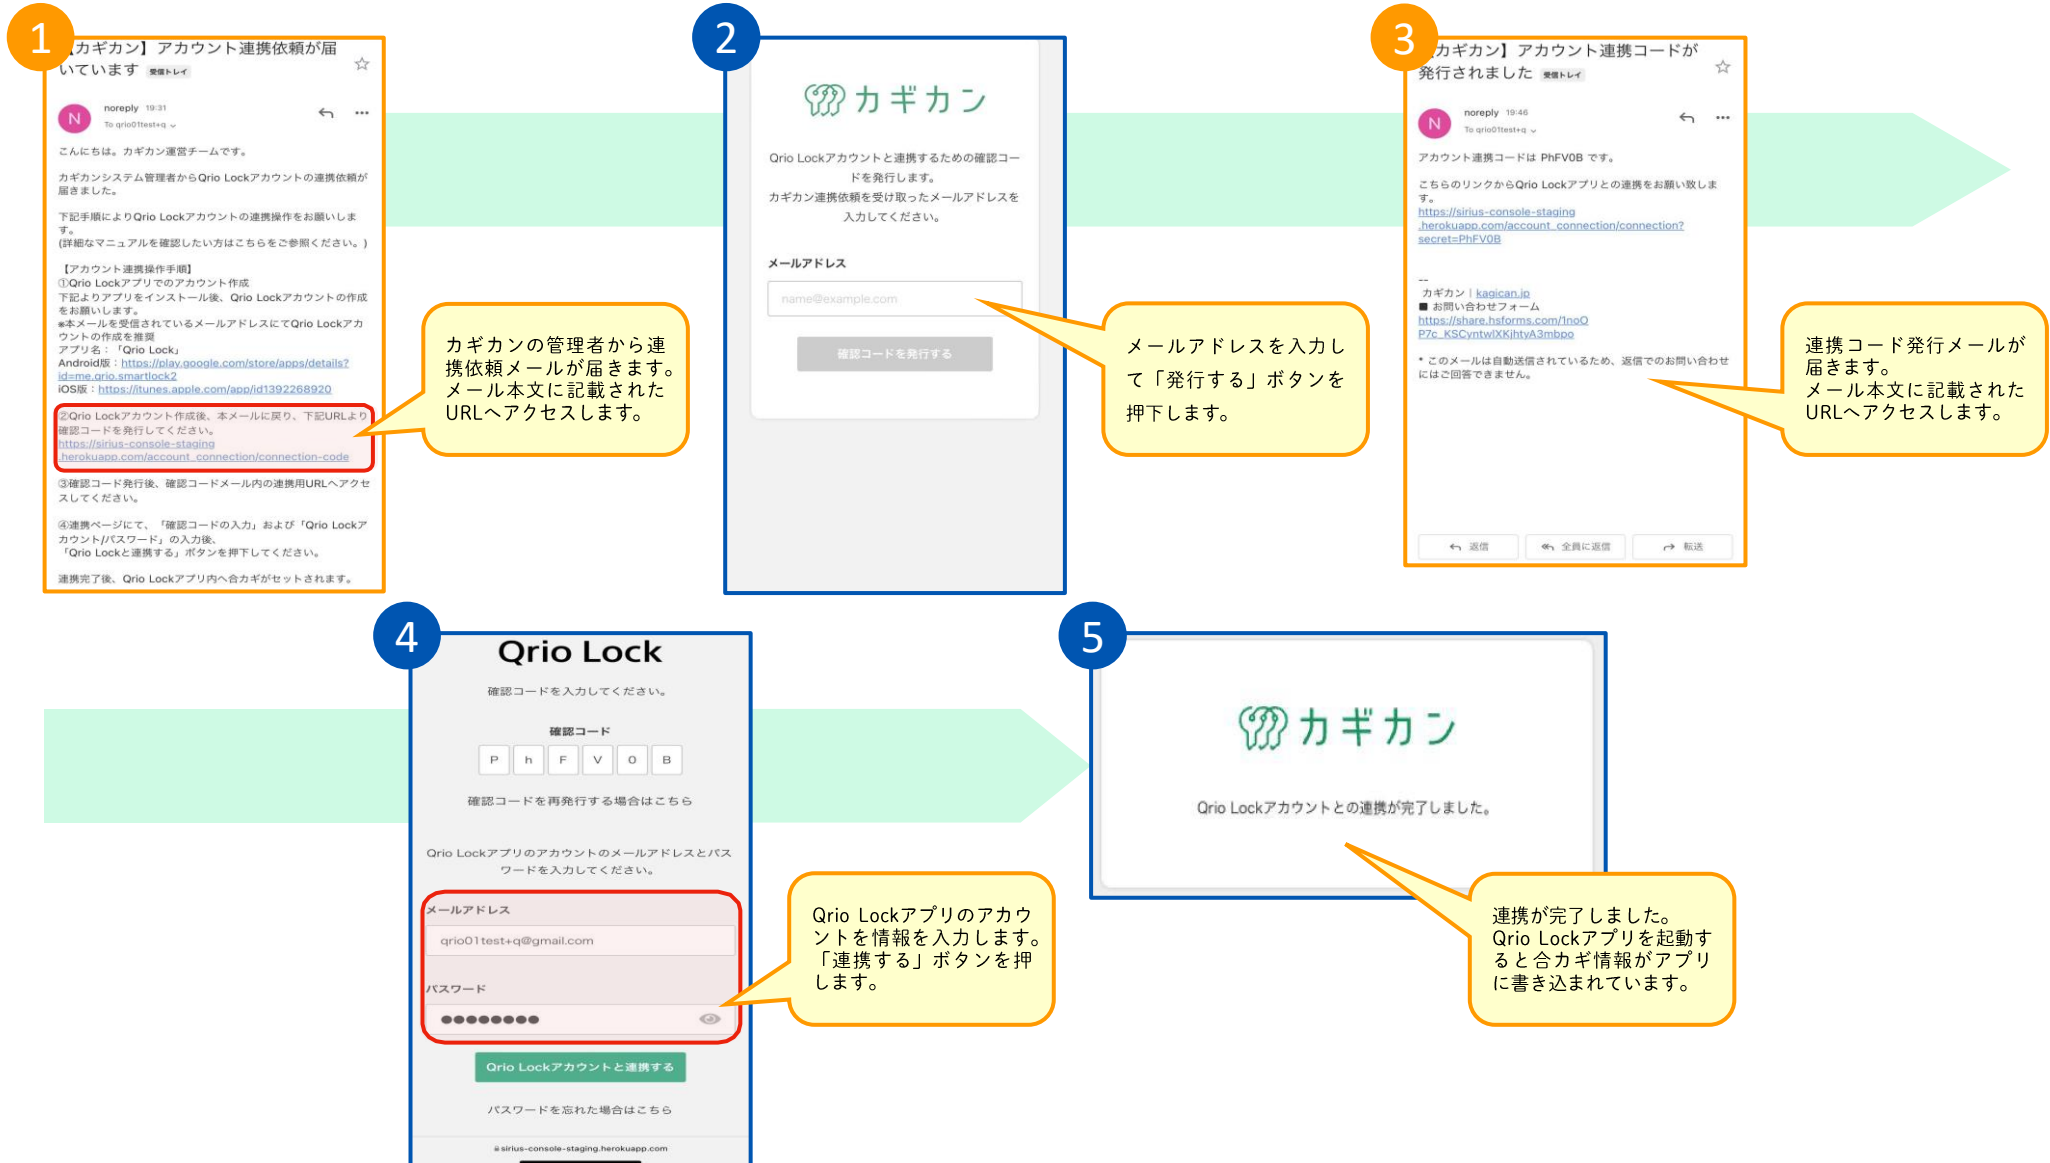 1
【カギカン】アカウント連携依頼が届
いています 受信トレイ
N
noreply 19:31
To qrio01test+q
こんにちは。カギカン運営チームです。
カギカンシステム管理者からQrio Lockアカウントの連携依頼が
届きました。
下記手順によりQrio Lockアカウントの連携操作をお願いしま
す。
(詳細なマニュアルを確認したい方はこちらをご参照ください。)
【アカウント連携操作手順】
①Qrio Lockアプリでのアカウント作成
下記よりアプリをインストール後、Qrio Lockアカウントの作成
をお願いします。
※本メールを受信されているメールアドレスにてQrio Lockアカ
ウントの作成を推奨
アプリ名：「Qrio Lock」
Android版：https://play.google.com/store/apps/details?
id=me.qrio.smartlock2
iOS版：https://itunes.apple.com/app/id1392268920
②Qrio Lockアカウント作成後、本メールに戻り、下記URLより
確認コードを発行してください。
https://sirius-console-staging
.herokuapp.com/account_connection/connection-code
③確認コード発行後、確認コードメール内の連携用URLへアクセ
スしてください。
④連携ページにて、「確認コードの入力」および「Qrio Lockア
カウント/パスワード」の入力後、
「Qrio Lockと連携する」ボタンを押下してください。
連携完了後、Qrio Lockアプリ内へ合カギがセットされます。
カギカンの管理者から連
携依頼メールが届きます。
メール本文に記載された
URLへアクセスします。
2
カギカン
Qrio Lockアカウントと連携するための確認コー
ドを発行します。
カギカン連携依頼を受け取ったメールアドレスを
入力してください。
メールアドレス
name@example.com
確認コードを発行する
メールアドレスを入力し
て「発行する」ボタンを
押下します。
3
【カギカン】アカウント連携コードが
発行されました 受信トレイ
N
noreply 19:46
To qrio01test+q
アカウント連携コードは PhFV0B です。
こちらのリンクからQrio Lockアプリとの連携をお願い致しま
す。
https://sirius-console-staging
.herokuapp.com/account_connection/connection?
secret=PhFV0B
--
カギカン | kagican.jp
■ お問い合わせフォーム
https://share.hsforms.com/1noO
P7c_KSCyntwlXKjhtyA3mbpo
* このメールは自動送信されているため、返信でのお問い合わせ
にはご回答できません。
返信 全員に返信 転送
連携コード発行メールが
届きます。
メール本文に記載された
URLへアクセスします。
4
Qrio Lock
確認コードを入力してください。
確認コード
P h F V 0 B
確認コードを再発行する場合はこちら
Qrio Lockアプリのアカウントのメールアドレスとパス
ワードを入力してください。
メールアドレス
qrio01test+q@gmail.com
パスワード
●●●●●●●●
Qrio Lockアカウントと連携する
パスワードを忘れた場合はこちら
sirius-console-staging.herokuapp.com
Qrio Lockアプリのアカウ
ントを情報を入力します。
「連携する」ボタンを押
します。
5
カギカン
Qrio Lockアカウントとの連携が完了しました。
連携が完了しました。
Qrio Lockアプリを起動す
ると合カギ情報がアプリ
に書き込まれています。